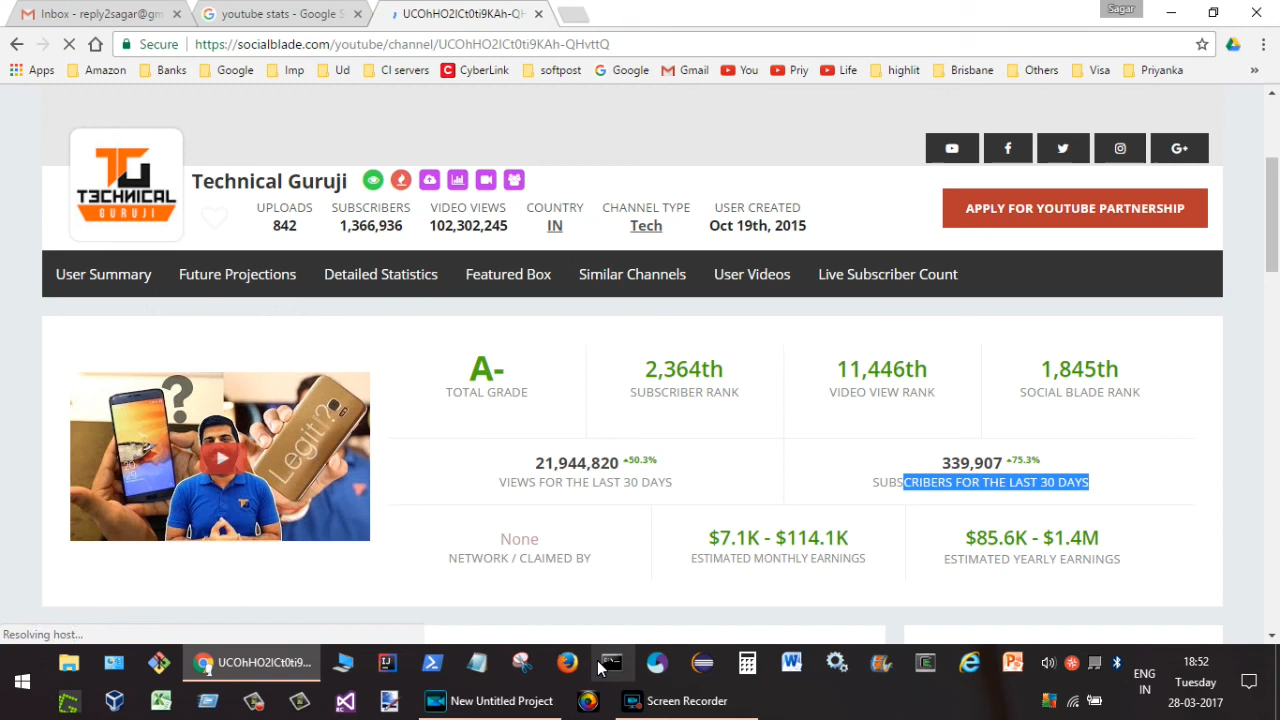 Inbox - reply2sagar@gm
youtube stats - Google S
UCOhHO2ICt0ti9KAh-QH
Sagar
Secure https://socialblade.com/youtube/channel/UCOhHO2ICt0ti9KAh-QHvttQ
Apps Amazon Banks Google Imp Ud CI servers CyberLink softpost Google Gmail You Priy Life highlit Brisbane Others Visa Priyanka »
TU
TECHNICAL
GURUJI
Technical Guruji
G+
UPLOADS SUBSCRIBERS VIDEO VIEWS COUNTRY CHANNEL TYPE USER CREATED
842 1,366,936 102,302,245 IN Tech Oct 19th, 2015
APPLY FOR YOUTUBE PARTNERSHIP
User Summary Future Projections Detailed Statistics Featured Box Similar Channels User Videos Live Subscriber Count
?
Legit?
A- 2,364th 11,446th 1,845th
TOTAL GRADE SUBSCRIBER RANK VIDEO VIEW RANK SOCIAL BLADE RANK
21,944,820 50.3% 339,907 75.3%
VIEWS FOR THE LAST 30 DAYS SUBSCRIBERS FOR THE LAST 30 DAYS
None $7.1K - $114.1K $85.6K - $1.4M
NETWORK / CLAIMED BY ESTIMATED MONTHLY EARNINGS ESTIMATED YEARLY EARNINGS
Resolving host...
UCOhHO2ICt0ti9...
New Untitled Project
Screen Recorder
ENG
IN
18:52
Tuesday
28-03-2017